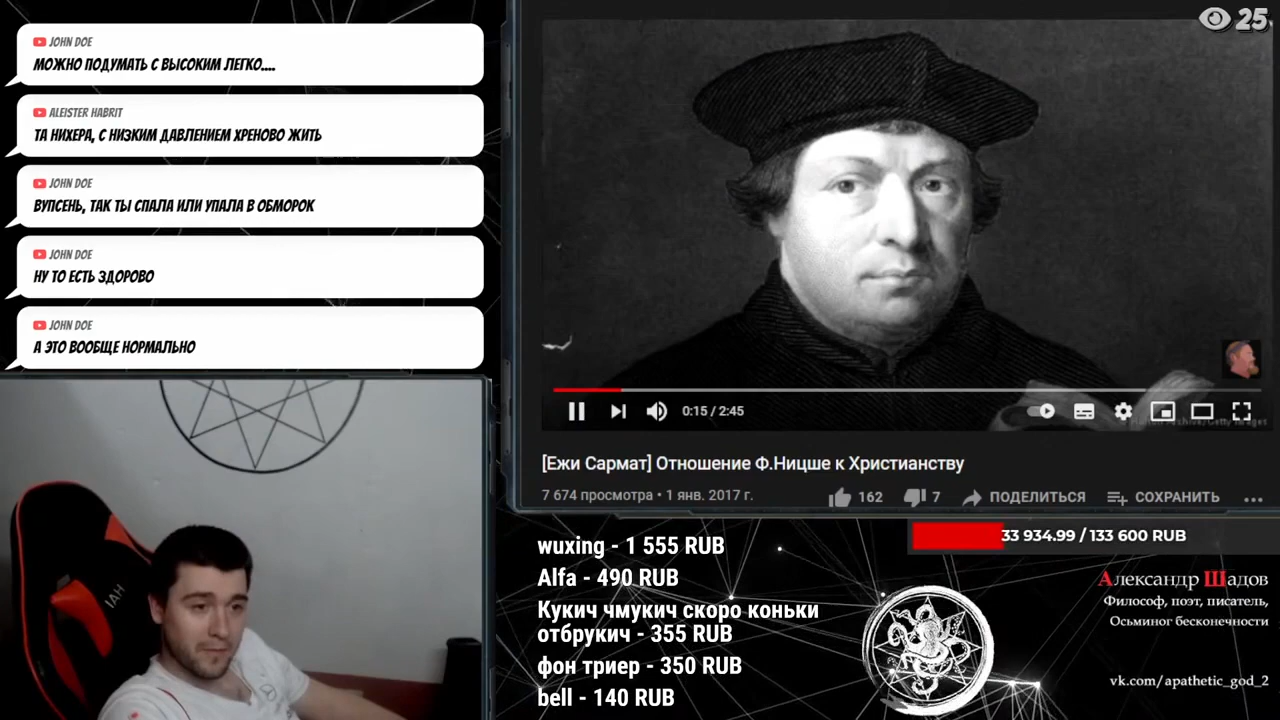 JOHN DOE
МОЖНО ПОДУМАТЬ С ВЫСОКИМ ЛЕГКО....
ALEISTER HABRIT
ТА НИХЕРА, С НИЗКИМ ДАВЛЕНИЕМ ХРЕНОВО ЖИТЬ
JOHN DOE
ВУПСЕНЬ, ТАК ТЫ СПАЛА ИЛИ УПАЛА В ОБМОРОК
JOHN DOE
НУ ТО ЕСТЬ ЗДОРОВО
JOHN DOE
А ЭТО ВООБЩЕ НОРМАЛЬНО
25
0:15 / 2:45
[Ежи Сармат] Отношение Ф.Ницше к Христианству
7 674 просмотра • 1 янв. 2017 г.
162
7
ПОДЕЛИТЬСЯ
СОХРАНИТЬ
33 934.99 / 133 600 RUB
wuxing - 1 555 RUB
Alfa - 490 RUB
Кукич чмукич скоро коньки
отбрукич - 355 RUB
фон триер - 350 RUB
bell - 140 RUB
Александр Шадов
Философ, поэт, писатель,
Осьминог бесконечности
vk.com/apathetic_god_2